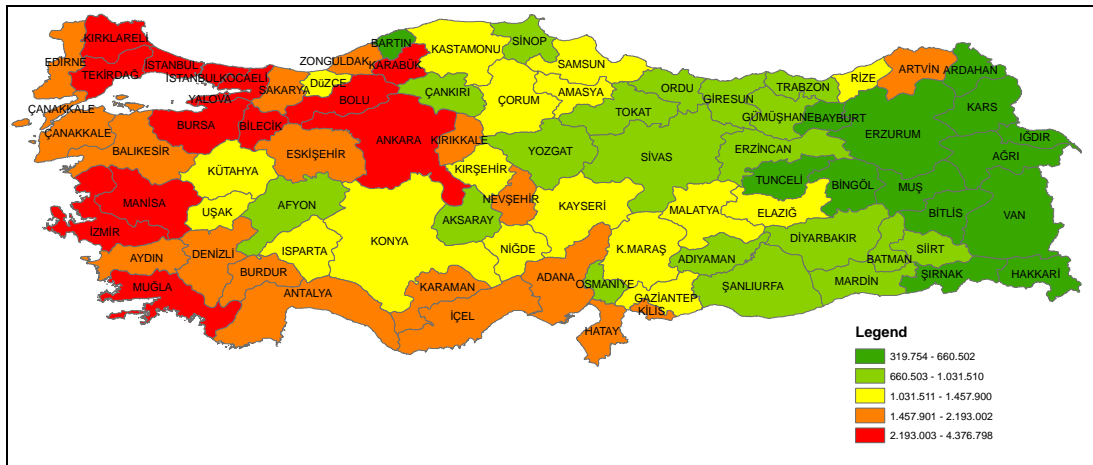 KIRKLARELİ
BARTIN
SİNOP
KASTAMONU
EDİRNE
TEKİRDAĞ
İSTANBUL
ZONGULDAK
KARABÜK
SAMSUN
ARTVİN
ARDAHAN
İSTANBUL
KOCAELİ
SAKARYA
DÜZCE
BOLU
ÇANKIRI
ÇORUM
AMASYA
ORDU
GİRESUN
TRABZON
RİZE
KARS
ÇANAKKALE
YALOVA
TOKAT
GÜMÜŞHANE
BAYBURT
ÇANAKKALE
BURSA
BİLECİK
ANKARA
KIRIKKALE
ERZURUM
IĞDIR
BALIKESİR
ESKİŞEHİR
YOZGAT
SİVAS
ERZİNCAN
AĞRI
KÜTAHYA
KIRŞEHİR
TUNCELİ
BİNGÖL
MUŞ
MANİSA
UŞAK
AFYON
NEVŞEHİR
KAYSERİ
MALATYA
ELAZIĞ
BİTLİS
VAN
İZMİR
AKSARAY
AYDIN
DENİZLİ
ISPARTA
KONYA
NİĞDE
K.MARAŞ
DİYARBAKIR
SİİRT
BATMAN
ADIYAMAN
BURDUR
ADANA
OSMANİYE
ŞANLIURFA
MARDİN
ŞIRNAK
HAKKARİ
MUĞLA
ANTALYA
KARAMAN
GAZİANTEP
KİLİS
İÇEL
HATAY
Legend
319.754 - 660.502
660.503 - 1.031.510
1.031.511 - 1.457.900
1.457.901 - 2.193.002
2.193.003 - 4.376.798